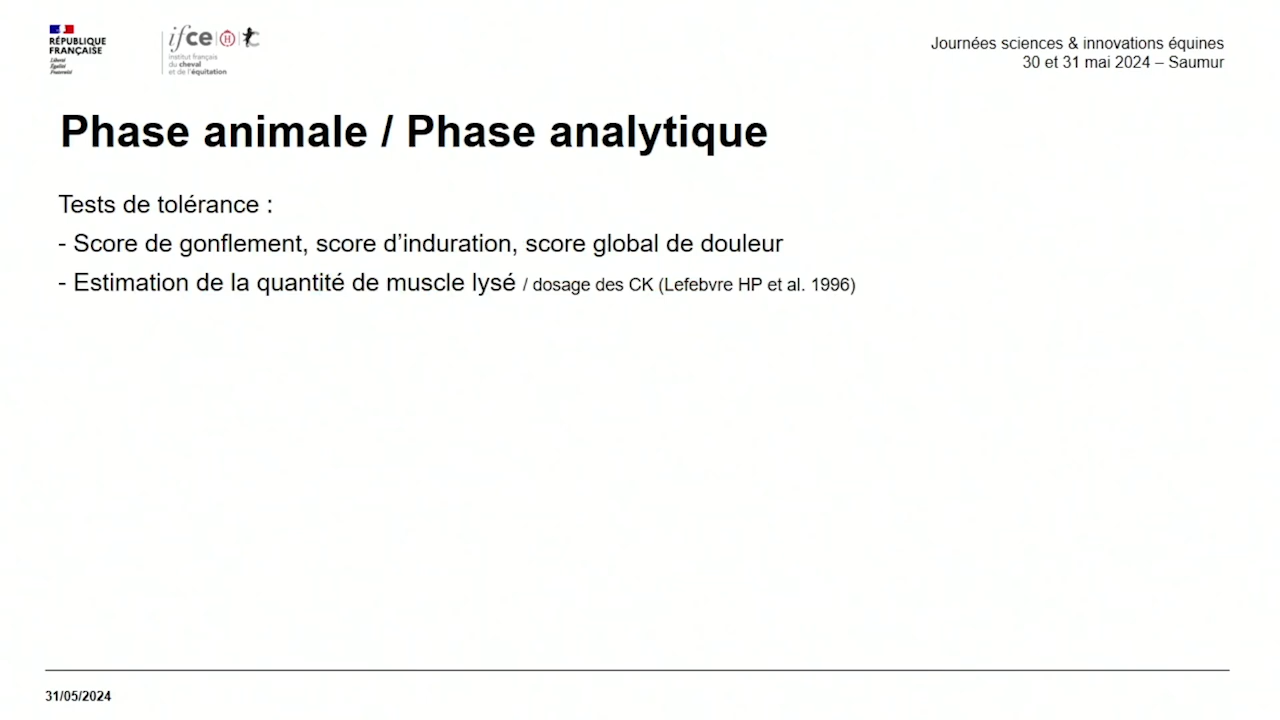 RÉPUBLIQUE
FRANÇAISE
Liberté
Égalité
Fraternité
ifce
institut français
du cheval
et de l'équitation
Journées sciences & innovations équines
30 et 31 mai 2024 – Saumur
Phase animale / Phase analytique
Tests de tolérance :
- Score de gonflement, score d’induration, score global de douleur
- Estimation de la quantité de muscle lysé / dosage des CK (Lefebvre HP et al. 1996)
31/05/2024